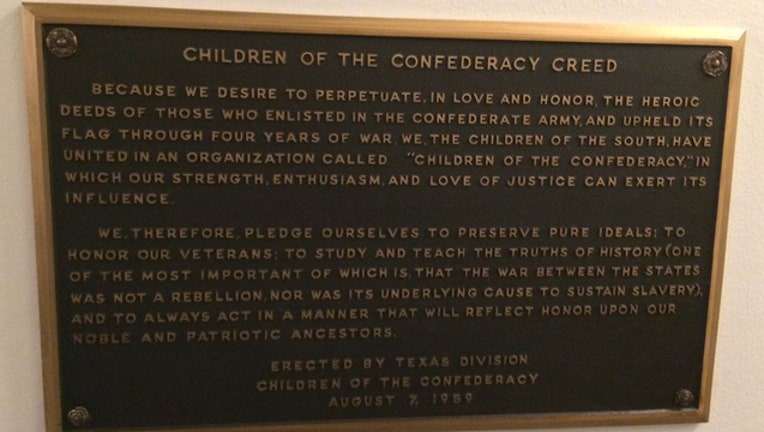 CHILDREN OF THE CONFEDERACY CREED
BECAUSE WE DESIRE TO PERPETUATE, IN LOVE AND HONOR, THE HEROIC
DEEDS OF THOSE WHO ENLISTED IN THE CONFEDERATE ARMY, AND UPHELD ITS
FLAG THROUGH FOUR YEARS OF WAR, WE, THE CHILDREN OF THE SOUTH, HAVE
UNITED IN AN ORGANIZATION CALLED "CHILDREN OF THE CONFEDERACY," IN
WHICH OUR STRENGTH, ENTHUSIASM, AND LOVE OF JUSTICE CAN EXERT ITS
INFLUENCE.
WE, THEREFORE, PLEDGE OURSELVES TO PRESERVE PURE IDEALS; TO
HONOR OUR VETERANS; TO STUDY AND TEACH THE TRUTHS OF HISTORY (ONE
OF THE MOST IMPORTANT OF WHICH IS, THAT THE WAR BETWEEN THE STATES
WAS NOT A REBELLION, NOR WAS ITS UNDERLYING CAUSE TO SUSTAIN SLAVERY),
AND TO ALWAYS ACT IN A MANNER THAT WILL REFLECT HONOR UPON OUR
NOBLE AND PATRIOTIC ANCESTORS.
ERECTED BY TEXAS DIVISION
CHILDREN OF THE CONFEDERACY
AUGUST 7, 1959